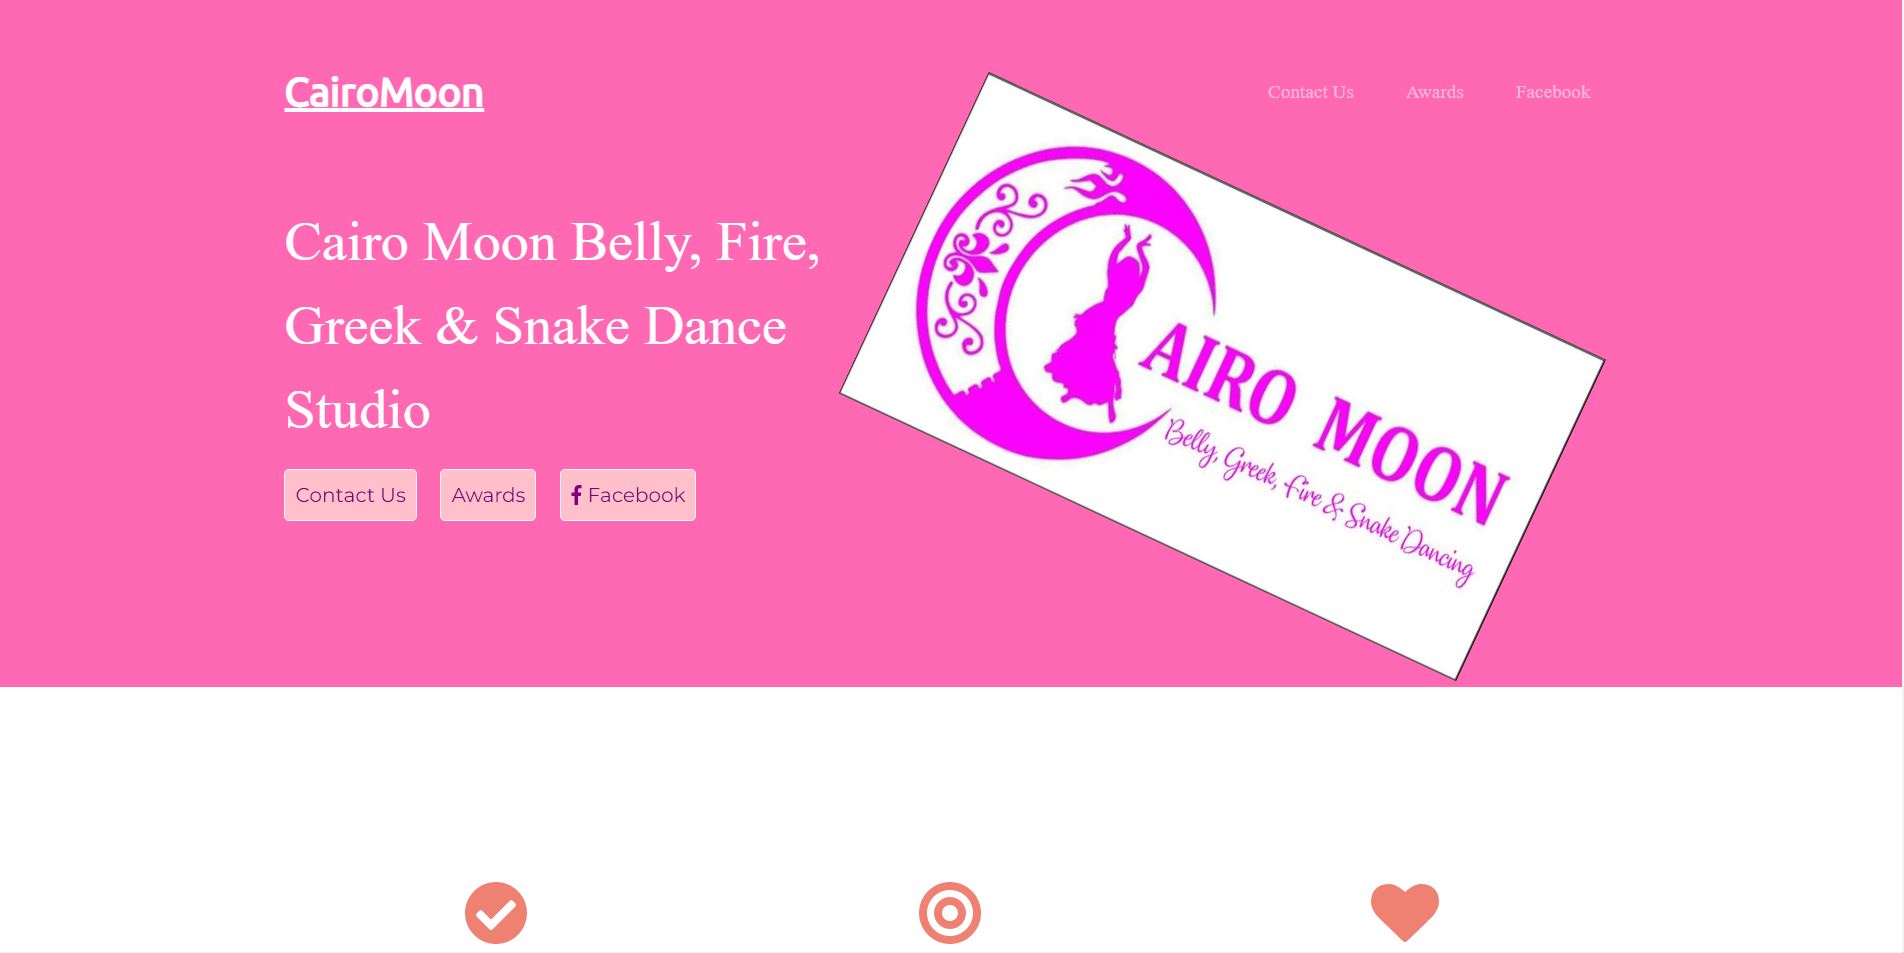 CairoMoon
Contact Us
Awards
Facebook
Cairo Moon Belly, Fire,
Greek & Snake Dance
Studio
Contact Us
Awards
Facebook
AIRO MOON
Belly, Greek, Fire & Snake Dancing